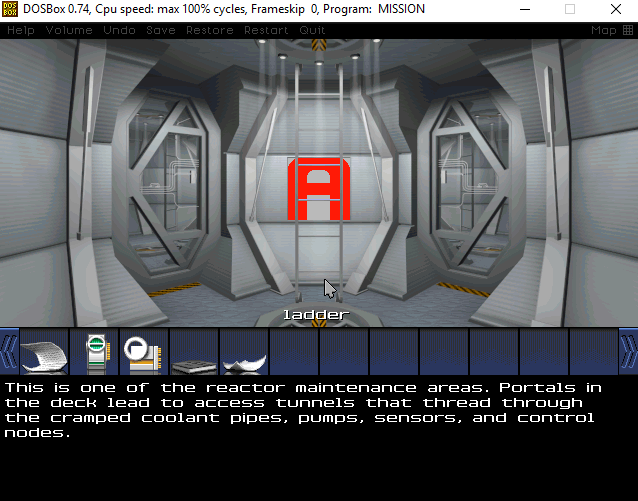 DOSBox 0.74, Cpu speed: max 100% cycles, Frameskip 0, Program: MISSION
Help Volume Undo Save Restore Restart Quit Map
A
ladder
This is one of the reactor maintenance areas. Portals in
the deck lead to access tunnels that thread through
the cramped coolant pipes, pumps, sensors, and control
nodes.